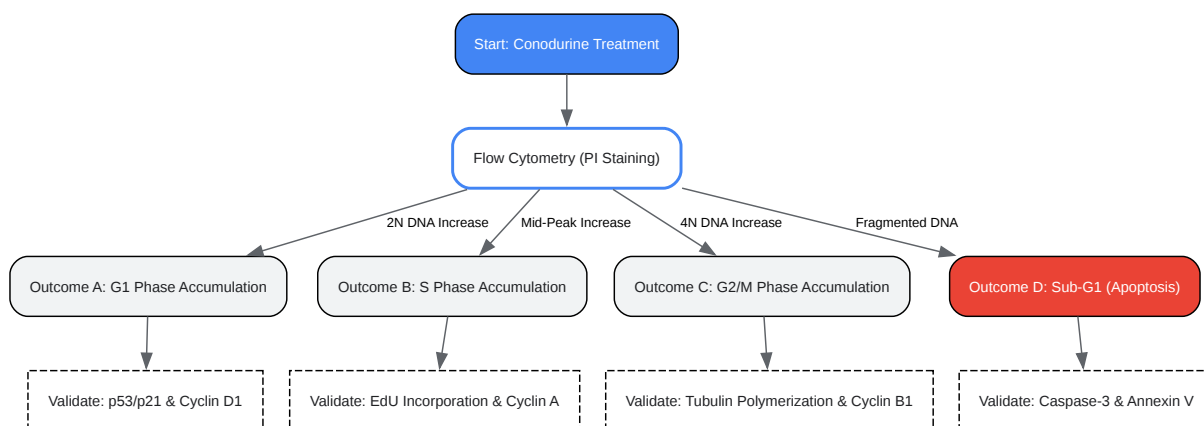 Start: Conodurine Treatment
Flow Cytometry (PI Staining)
2N DNA Increase
Mid-Peak Increase
4N DNA Increase
Fragmented DNA
Outcome A: G1 Phase Accumulation
Outcome B: S Phase Accumulation
Outcome C: G2/M Phase Accumulation
Outcome D: Sub-G1 (Apoptosis)
Validate: p53/p21 & Cyclin D1
Validate: EdU Incorporation & Cyclin A
Validate: Tubulin Polymerization & Cyclin B1
Validate: Caspase-3 & Annexin V